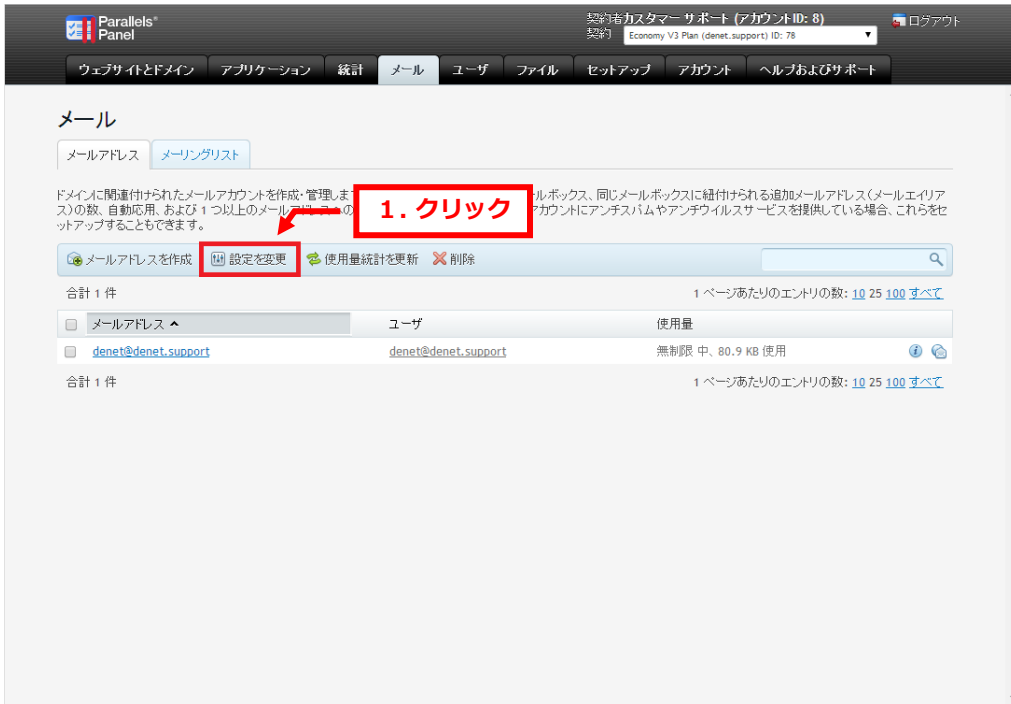 Parallels®
Panel
契約者カスタマー サポート (アカウント ID: 8)
契約 Economy V3 Plan (denet.support) ID: 78
ログアウト
ウェブサイトとドメイン アプリケーション 統計 メール ユーザ ファイル セットアップ アカウント ヘルプおよびサポート
メール
メールアドレス メーリングリスト
ドメインに関連付けられたメールアカウントを作成・管理しま ルボックス、同じメールボックスに紐付けられる追加メールアドレス(メールエイリア
ス)の数、自動応用、および 1 つ以上のメールアドレスへの アカウントにアンチスパムやアンチウイルスサービスを提供している場合、これらをセ
ットアップすることもできます。
1. クリック
メールアドレスを作成 設定を変更 使用量統計を更新 削除
合計 1 件 1 ページあたりのエントリの数: 10 25 100 すべて
メールアドレス ユーザ 使用量
denet@denet.support denet@denet.support 無制限 中、80.9 KB 使用
合計 1 件 1 ページあたりのエントリの数: 10 25 100 すべて